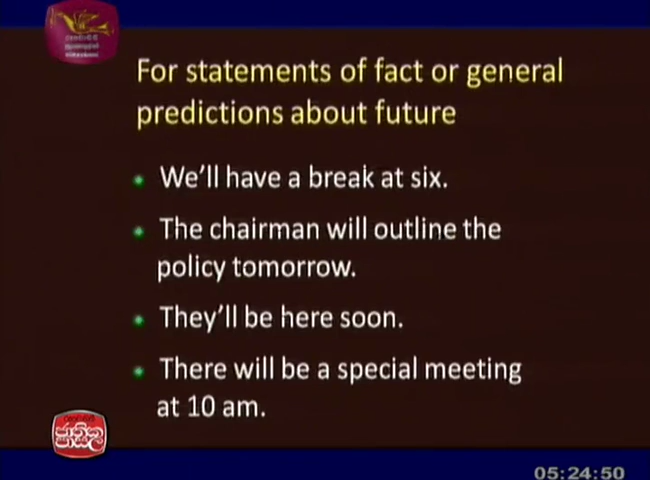 For statements of fact or general
predictions about future
We'll have a break at six.
The chairman will outline the
policy tomorrow.
They'll be here soon.
There will be a special meeting
at 10 am.
ජාතික
පාසල
05:24:50